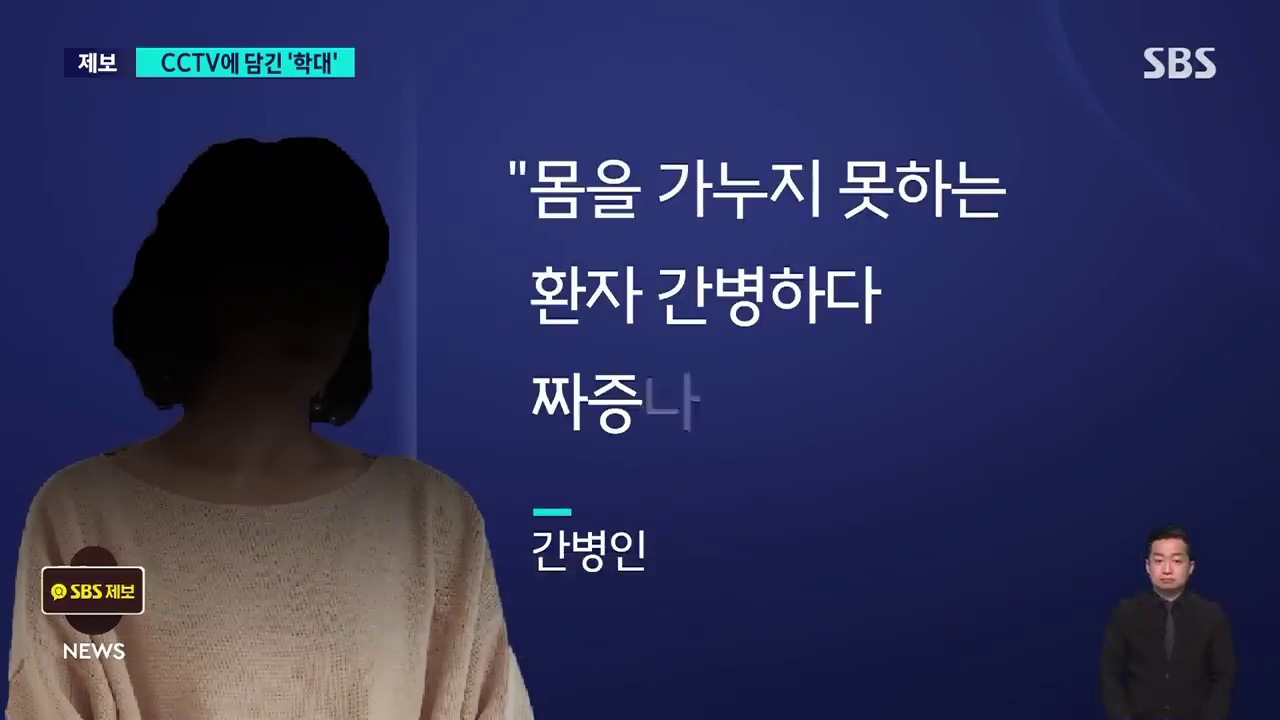 제보 CCTV에 담긴 '학대'
SBS
"몸을 가누지 못하는
환자 간병하다
짜증나
간병인
SBS 제보
NEWS